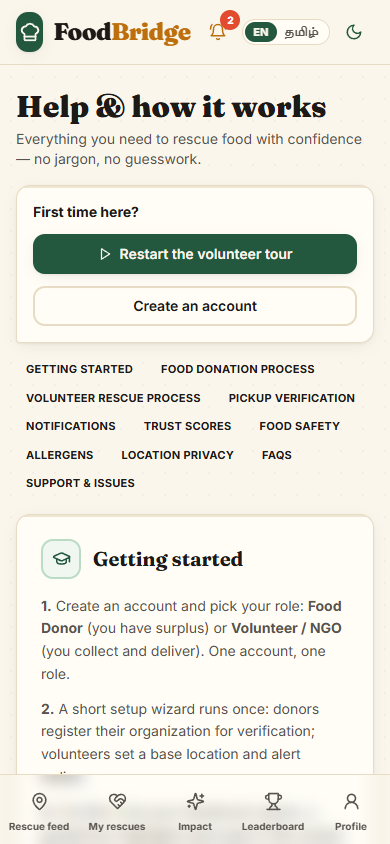 FoodBridge
2
EN தமிழ்
Help & how it works
Everything you need to rescue food with confidence
— no jargon, no guesswork.
First time here?
Restart the volunteer tour
Create an account
GETTING STARTED FOOD DONATION PROCESS
VOLUNTEER RESCUE PROCESS PICKUP VERIFICATION
NOTIFICATIONS TRUST SCORES FOOD SAFETY
ALLERGENS LOCATION PRIVACY FAQS
SUPPORT & ISSUES
Getting started
1. Create an account and pick your role: Food
Donor (you have surplus) or Volunteer / NGO
(you collect and deliver). One account, one
role.
2. A short setup wizard runs once: donors
register their organization for verification;
volunteers set a base location and alert
Rescue feed My rescues Impact Leaderboard Profile